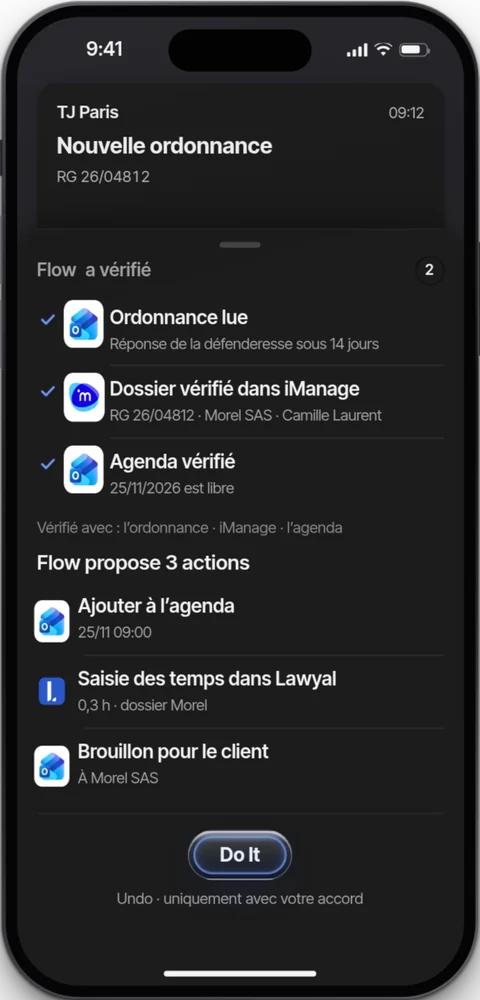 9:41
TJ Paris
09:12
Nouvelle ordonnance
RG 26/04812
Flow a vérifié
2
Ordonnance lue
Réponse de la défenderesse sous 14 jours
Dossier vérifié dans iManage
RG 26/04812 · Morel SAS · Camille Laurent
Agenda vérifié
25/11/2026 est libre
Vérifié avec : l’ordonnance · iManage · l’agenda
Flow propose 3 actions
Ajouter à l’agenda
25/11 09:00
Saisie des temps dans Lawyal
0,3 h · dossier Morel
Brouillon pour le client
À Morel SAS
Do It
Undo · uniquement avec votre accord